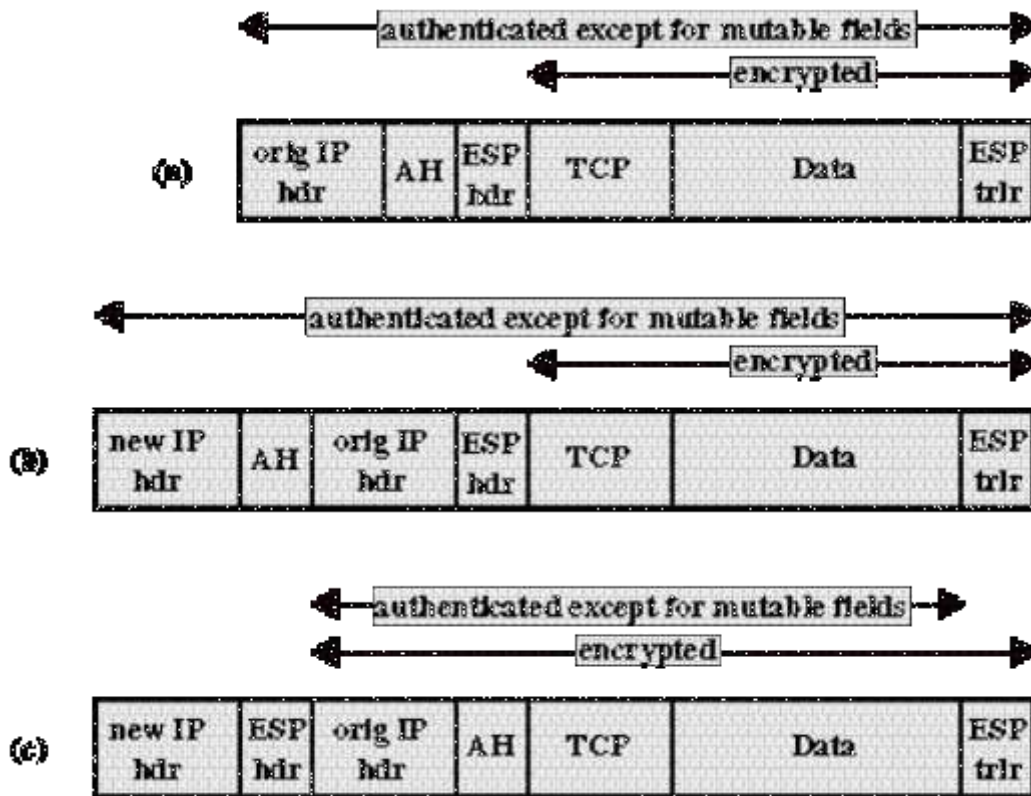 authenticated except for mutable fields
encrypted
(a)
orig IP
hdr
AH
ESP
hdr
TCP
Data
ESP
trlr
authenticated except for mutable fields
encrypted
(b)
new IP
hdr
AH
orig IP
hdr
ESP
hdr
TCP
Data
ESP
trlr
authenticated except for mutable fields
encrypted
(c)
new IP
hdr
ESP
hdr
orig IP
hdr
AH
TCP
Data
ESP
trlr